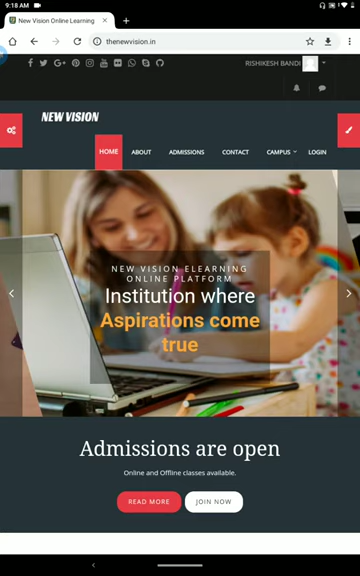 9:18 AM
New Vision Online Learning
thenewvision.in
RISHIKESH BANDI
NEW VISION
HOME ABOUT ADMISSIONS CONTACT CAMPUS LOGIN
NEW VISION ELEARNING
ONLINE PLATFORM
Institution where
Aspirations come
true
Admissions are open
Online and Offline classes available.
READ MORE JOIN NOW